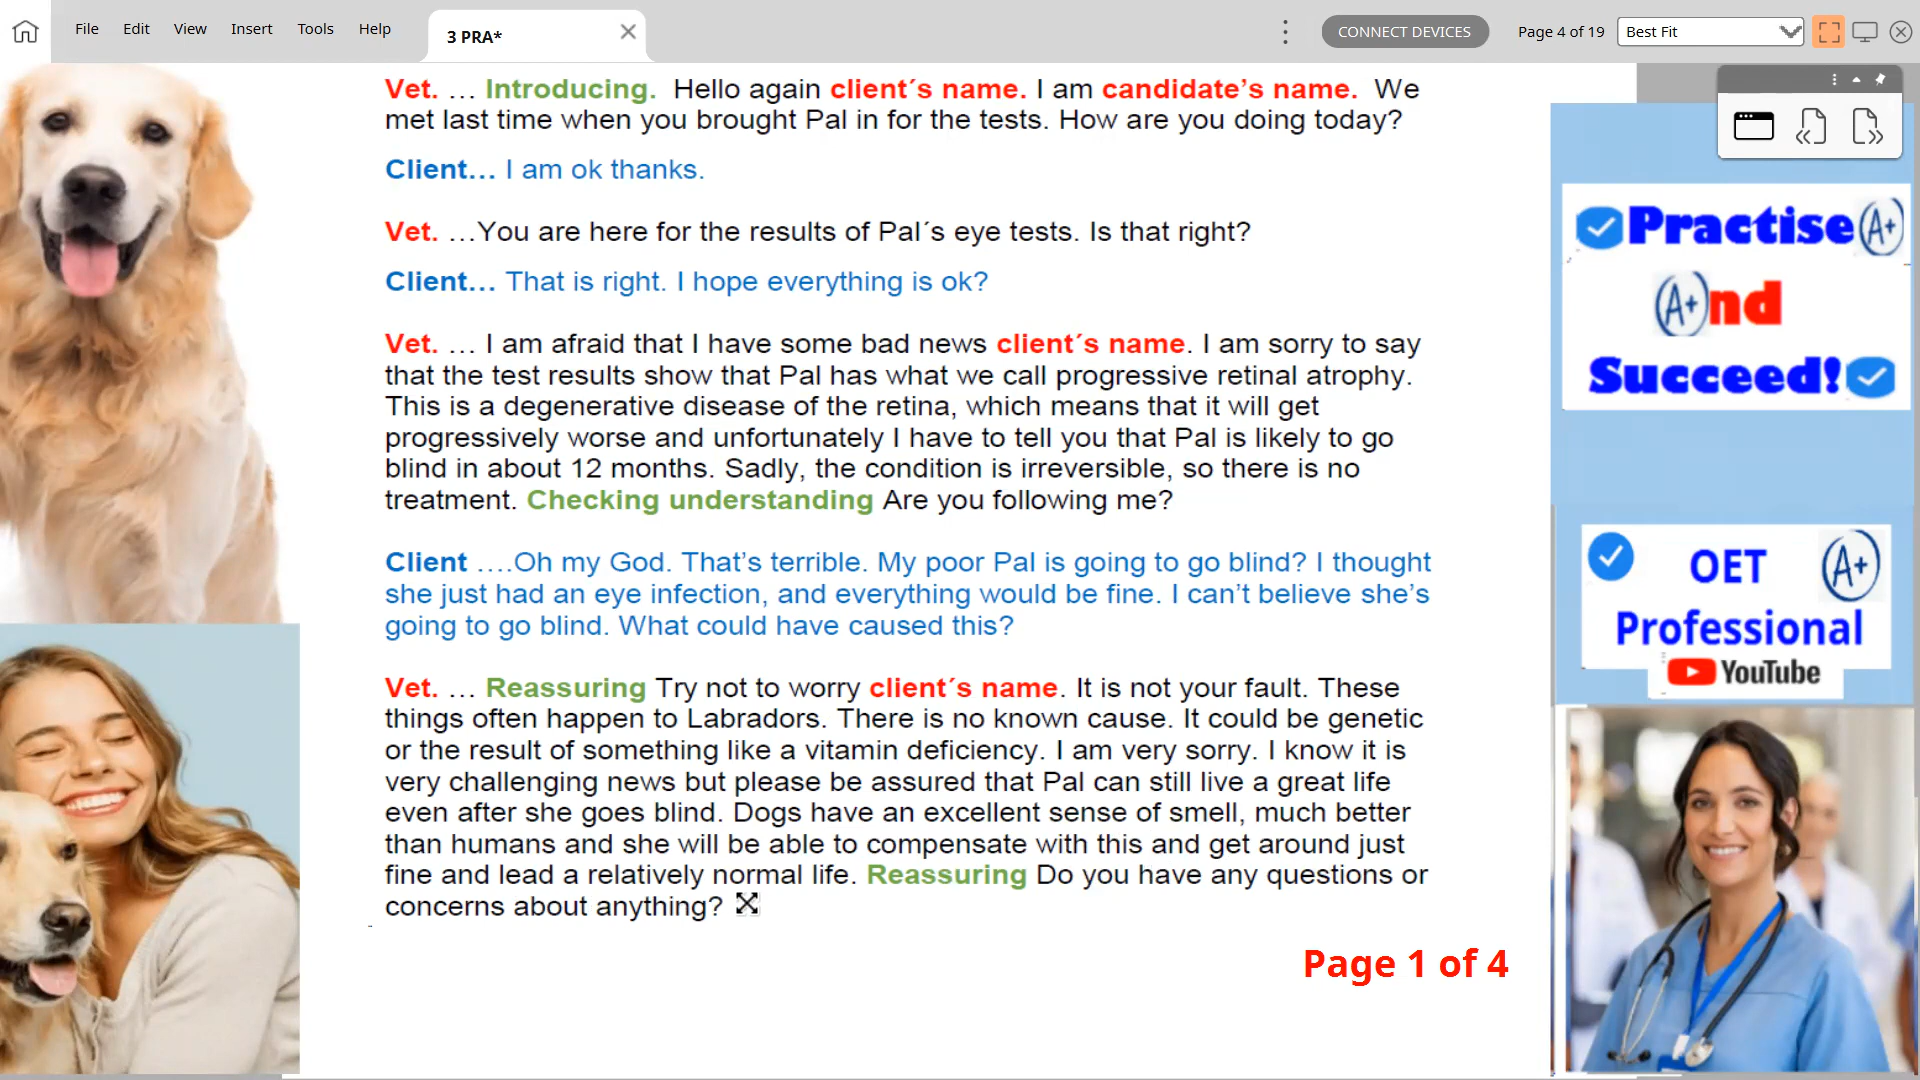 File Edit View Insert Tools Help
3 PRA*
CONNECT DEVICES
Page 4 of 19
Best Fit
Vet. … Introducing. Hello again client´s name. I am candidate’s name. We
met last time when you brought Pal in for the tests. How are you doing today?
Client… I am ok thanks.
Vet. …You are here for the results of Pal´s eye tests. Is that right?
Client… That is right. I hope everything is ok?
Vet. … I am afraid that I have some bad news client´s name. I am sorry to say
that the test results show that Pal has what we call progressive retinal atrophy.
This is a degenerative disease of the retina, which means that it will get
progressively worse and unfortunately I have to tell you that Pal is likely to go
blind in about 12 months. Sadly, the condition is irreversible, so there is no
treatment. Checking understanding Are you following me?
Client ….Oh my God. That’s terrible. My poor Pal is going to go blind? I thought
she just had an eye infection, and everything would be fine. I can’t believe she’s
going to go blind. What could have caused this?
Vet. … Reassuring Try not to worry client´s name. It is not your fault. These
things often happen to Labradors. There is no known cause. It could be genetic
or the result of something like a vitamin deficiency. I am very sorry. I know it is
very challenging news but please be assured that Pal can still live a great life
even after she goes blind. Dogs have an excellent sense of smell, much better
than humans and she will be able to compensate with this and get around just
fine and lead a relatively normal life. Reassuring Do you have any questions or
concerns about anything?
Page 1 of 4
Practise A+
A+nd
Succeed!
OET A+
Professional
YouTube